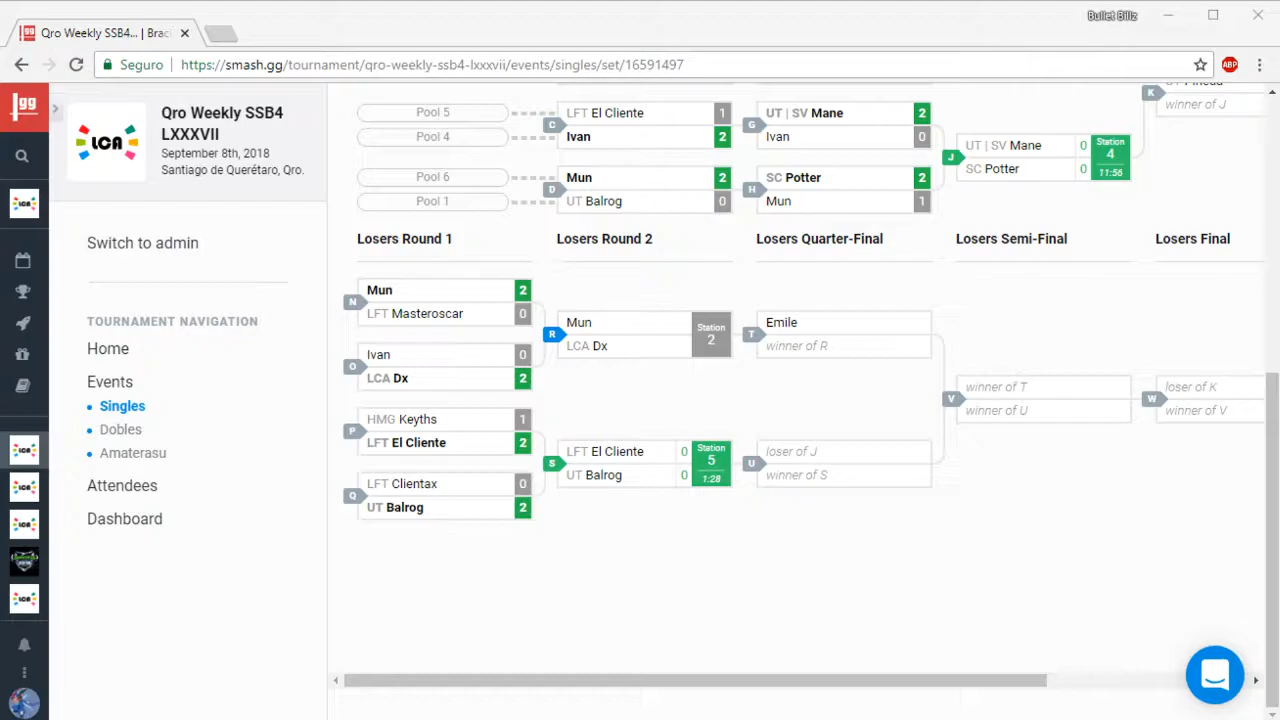 Bullet Billz
Qro Weekly SSB4... | Brac
Seguro
https://smash.gg/tournament/qro-weekly-ssb4-lxxxvii/events/singles/set/16591497
ABP
gg
LCA
Qro Weekly SSB4
LXXXVII
September 8th, 2018
Santiago de Querétaro, Qro.
Switch to admin
TOURNAMENT NAVIGATION
Home
Events
Singles
Dobles
Amaterasu
Attendees
Dashboard
K
winner of J
Pool 5
Pool 4
C
LFT El Cliente 1
Ivan 2
G
UT | SV Mane 2
Ivan 0
J
UT | SV Mane 0
SC Potter 0
Station
4
11:56
Pool 6
Pool 1
D
Mun 2
UT Balrog 0
H
SC Potter 2
Mun 1
Losers Round 1
Losers Round 2
Losers Quarter-Final
Losers Semi-Final
Losers Final
N
Mun 2
LFT Masteroscar 0
O
Ivan 0
LCA Dx 2
R
Mun
LCA Dx
Station
2
T
Emile
winner of R
V
winner of T
winner of U
W
loser of K
winner of V
P
HMG Keyths 1
LFT El Cliente 2
Q
LFT Clientax 0
UT Balrog 2
S
LFT El Cliente 0
UT Balrog 0
Station
5
1:28
U
loser of J
winner of S